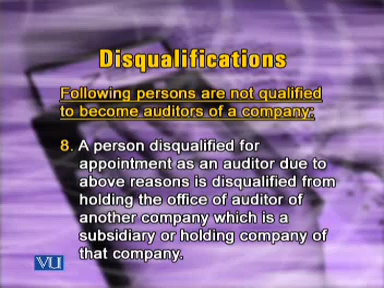 Disqualifications
Following persons are not qualified
to become auditors of a company:
8. A person disqualified for
appointment as an auditor due to
above reasons is disqualified from
holding the office of auditor of
another company which is a
subsidiary or holding company of
that company.
VU